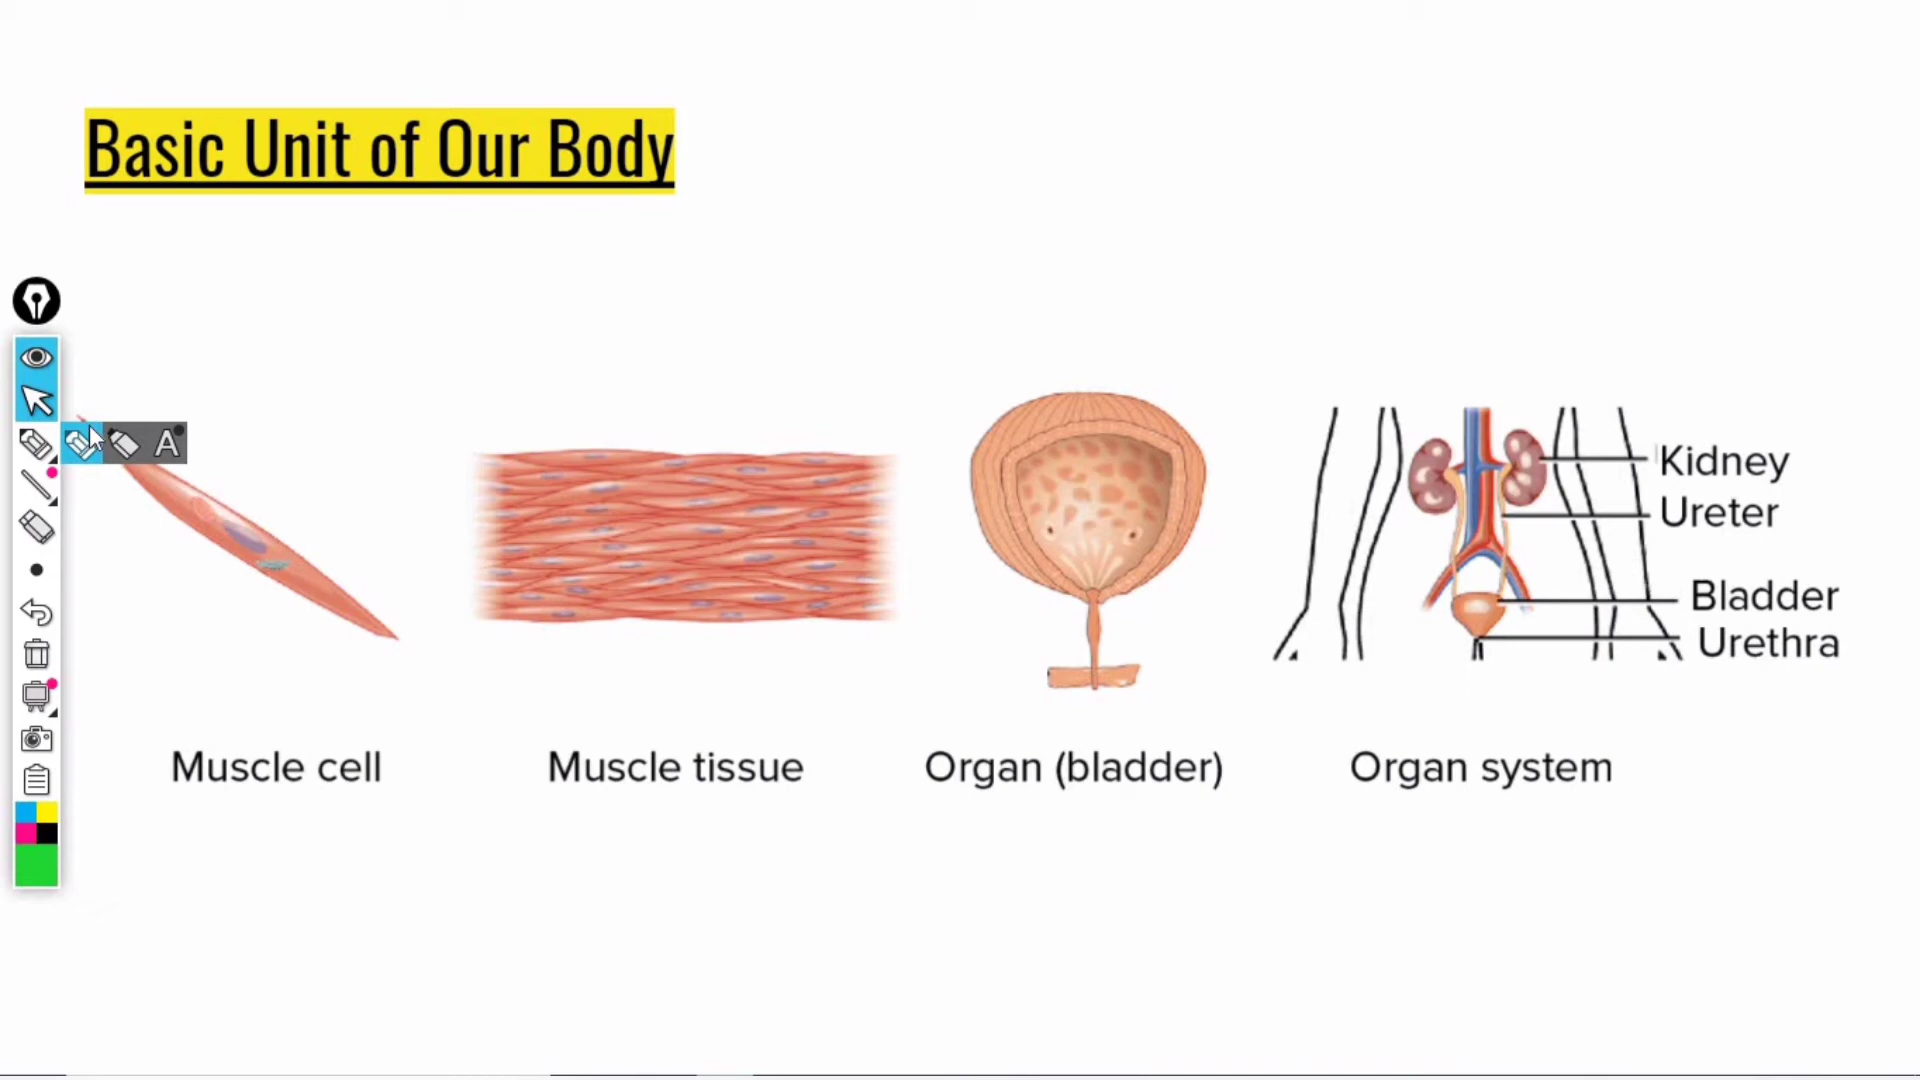 Basic Unit of Our Body
A
Kidney
Ureter
Bladder
Urethra
Muscle cell
Muscle tissue
Organ (bladder)
Organ system